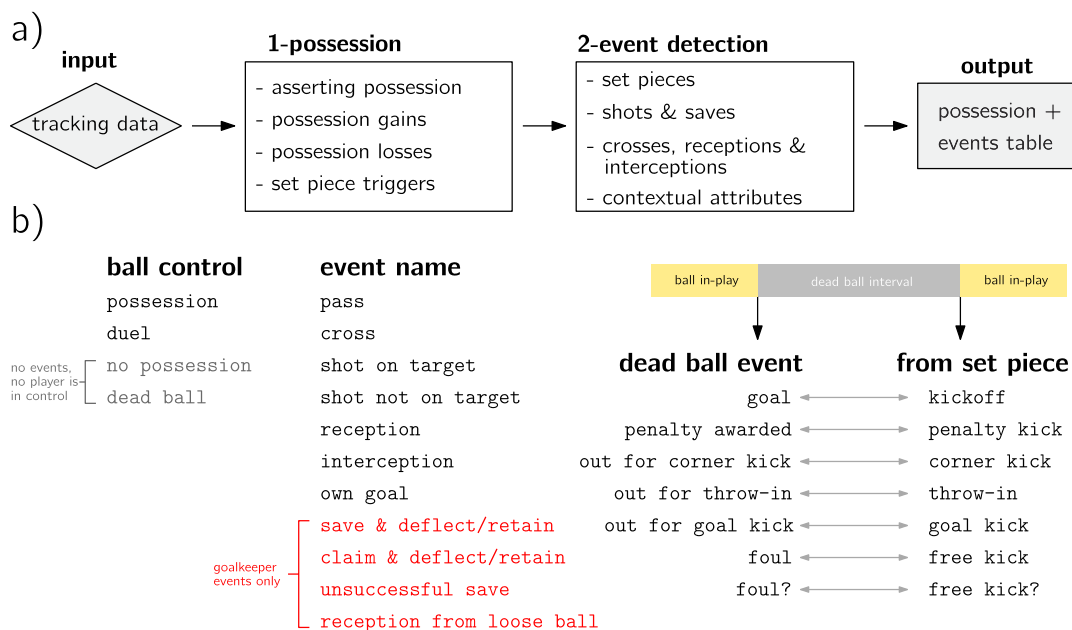 a)
input
tracking data
1-possession
- asserting possession
- possession gains
- possession losses
- set piece triggers
2-event detection
- set pieces
- shots & saves
- crosses, receptions &
interceptions
- contextual attributes
output
possession +
events table
b)
ball control
possession
duel
no possession
dead ball
no events,
no player is
in control
event name
pass
cross
shot on target
shot not on target
reception
interception
own goal
save & deflect/retain
claim & deflect/retain
unsuccessful save
reception from loose ball
goalkeeper
events only
ball in-play
dead ball interval
ball in-play
dead ball event
from set piece
goal
kickoff
penalty awarded
penalty kick
out for corner kick
corner kick
out for throw-in
throw-in
out for goal kick
goal kick
foul
free kick
foul?
free kick?